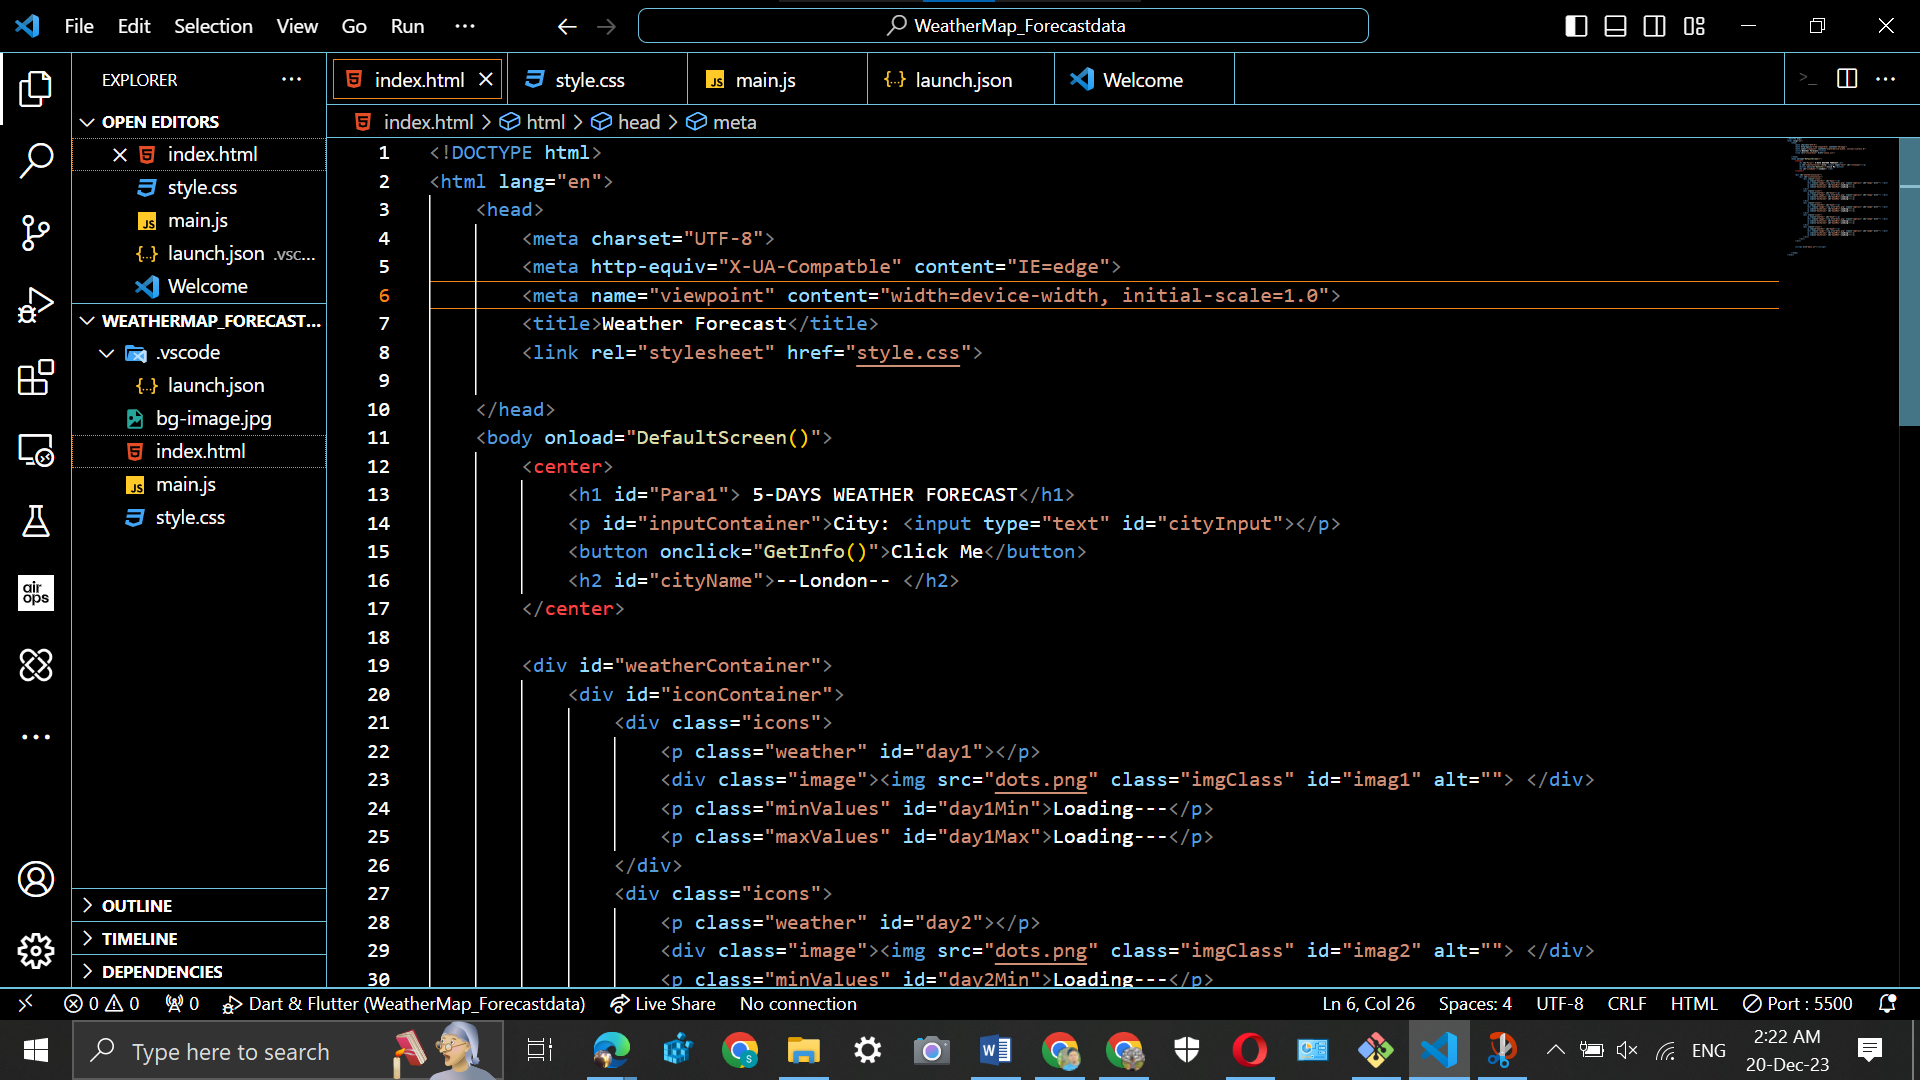 File Edit Selection View Go Run ··· WeatherMap_Forecastdata
EXPLORER ···
index.html style.css main.js launch.json Welcome
OPEN EDITORS
index.html
style.css
main.js
launch.json .vsc...
Welcome
WEATHERMAP_FORECAST...
.vscode
launch.json
bg-image.jpg
index.html
main.js
style.css
air
ops
OUTLINE
TIMELINE
DEPENDENCIES
index.html > html > head > meta
1 <!DOCTYPE html>
2 <html lang="en">
3 <head>
4 <meta charset="UTF-8">
5 <meta http-equiv="X-UA-Compatble" content="IE=edge">
6 <meta name="viewpoint" content="width=device-width, initial-scale=1.0">
7 <title>Weather Forecast</title>
8 <link rel="stylesheet" href="style.css">
9
10 </head>
11 <body onload="DefaultScreen()">
12 <center>
13 <h1 id="Para1"> 5-DAYS WEATHER FORECAST</h1>
14 <p id="inputContainer">City: <input type="text" id="cityInput"></p>
15 <button onclick="GetInfo()">Click Me</button>
16 <h2 id="cityName">--London-- </h2>
17 </center>
18
19 <div id="weatherContainer">
20 <div id="iconContainer">
21 <div class="icons">
22 <p class="weather" id="day1"></p>
23 <div class="image"><img src="dots.png" class="imgClass" id="imag1" alt=""> </div>
24 <p class="minValues" id="day1Min">Loading---</p>
25 <p class="maxValues" id="day1Max">Loading---</p>
26 </div>
27 <div class="icons">
28 <p class="weather" id="day2"></p>
29 <div class="image"><img src="dots.png" class="imgClass" id="imag2" alt=""> </div>
30 <p class="minValues" id="day2Min">Loading---</p>
0 0 0 Dart & Flutter (WeatherMap_Forecastdata) Live Share No connection Ln 6, Col 26 Spaces: 4 UTF-8 CRLF HTML Port : 5500
Type here to search ENG 2:22 AM
20-Dec-23